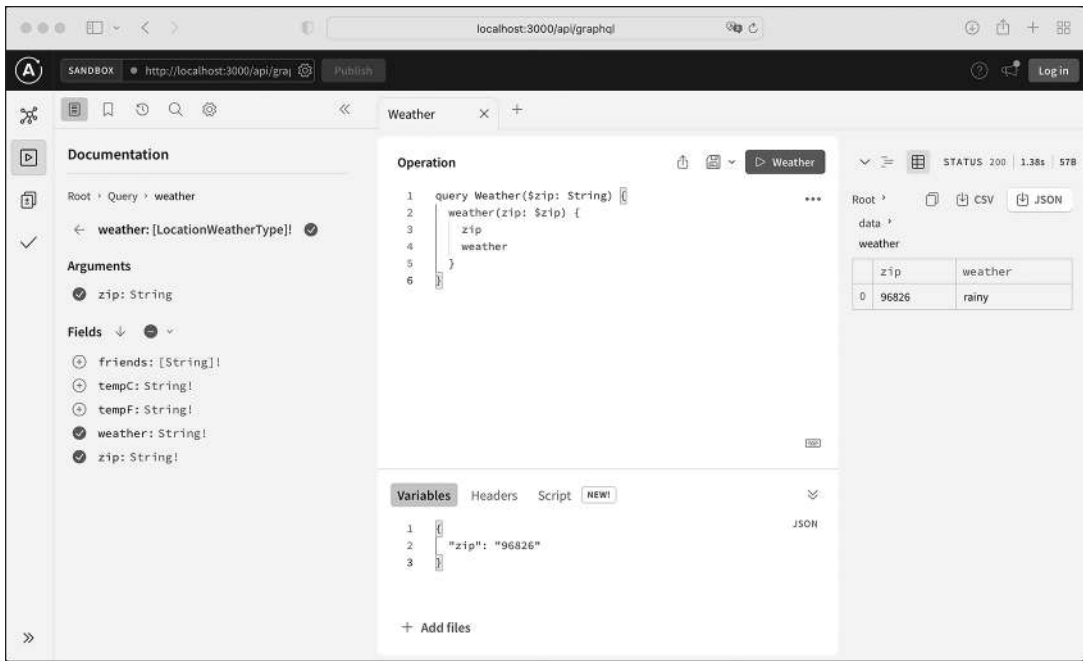 localhost:3000/api/graphql
A
SANDBOX http://localhost:3000/api/grap Publish
Log in
Documentation
Root › Query › weather
weather: [LocationWeatherType]!
Arguments
zip: String
Fields
friends: [String]!
tempC: String!
tempF: String!
weather: String!
zip: String!
Weather
Operation
Weather
1 query Weather($zip: String) {
2 weather(zip: $zip) {
3 zip
4 weather
5 }
6 }
Variables Headers Script NEW!
JSON
1 {
2 "zip": "96826"
3 }
+ Add files
STATUS 200 | 1.38s | 57B
Root ›
CSV JSON
data ›
weather
zip weather
0 96826 rainy